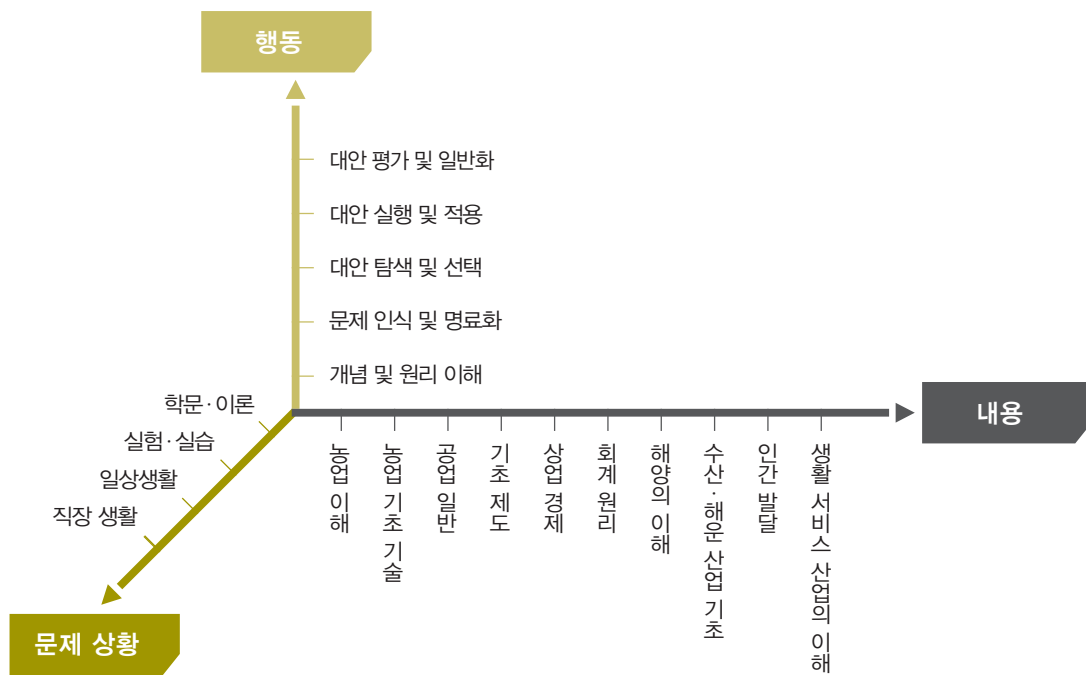 행동
대안 평가 및 일반화
대안 실행 및 적용
대안 탐색 및 선택
문제 인식 및 명료화
개념 및 원리 이해
학문·이론
실험·실습
일상생활
직장 생활
문제 상황
내용
농업 이해
농업 기초 기술
공업 일반
기초 제도
상업 경제
회계 원리
해양의 이해
수산·해운 산업 기초
인간 발달
생활 서비스 산업의 이해